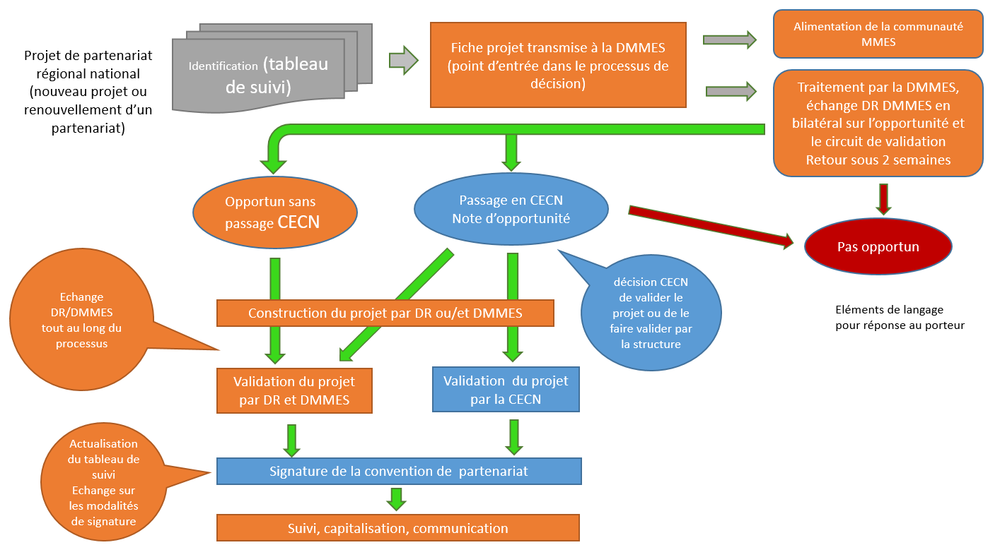 Projet de partenariat
régional national
(nouveau projet ou
renouvellement d’un
partenariat)
Identification (tableau
de suivi)
Fiche projet transmise à la DMMES
(point d’entrée dans le processus de
décision)
Alimentation de la communauté
MMES
Traitement par la DMMES,
échange DR DMMES en
bilatéral sur l’opportunité et
le circuit de validation
Retour sous 2 semaines
Opportun sans
passage CECN
Passage en CECN
Note d’opportunité
Pas opportun
Echange
DR/DMMES
tout au long du
processus
décision CECN
de valider le
projet ou de le
faire valider par
la structure
Eléments de langage
pour réponse au porteur
Construction du projet par DR ou/et DMMES
Validation du projet
par DR et DMMES
Validation  du projet
par la CECN
Actualisation
du tableau de
suivi
Echange sur
les modalités
de signature
Signature de la convention de  partenariat
Suivi, capitalisation, communication